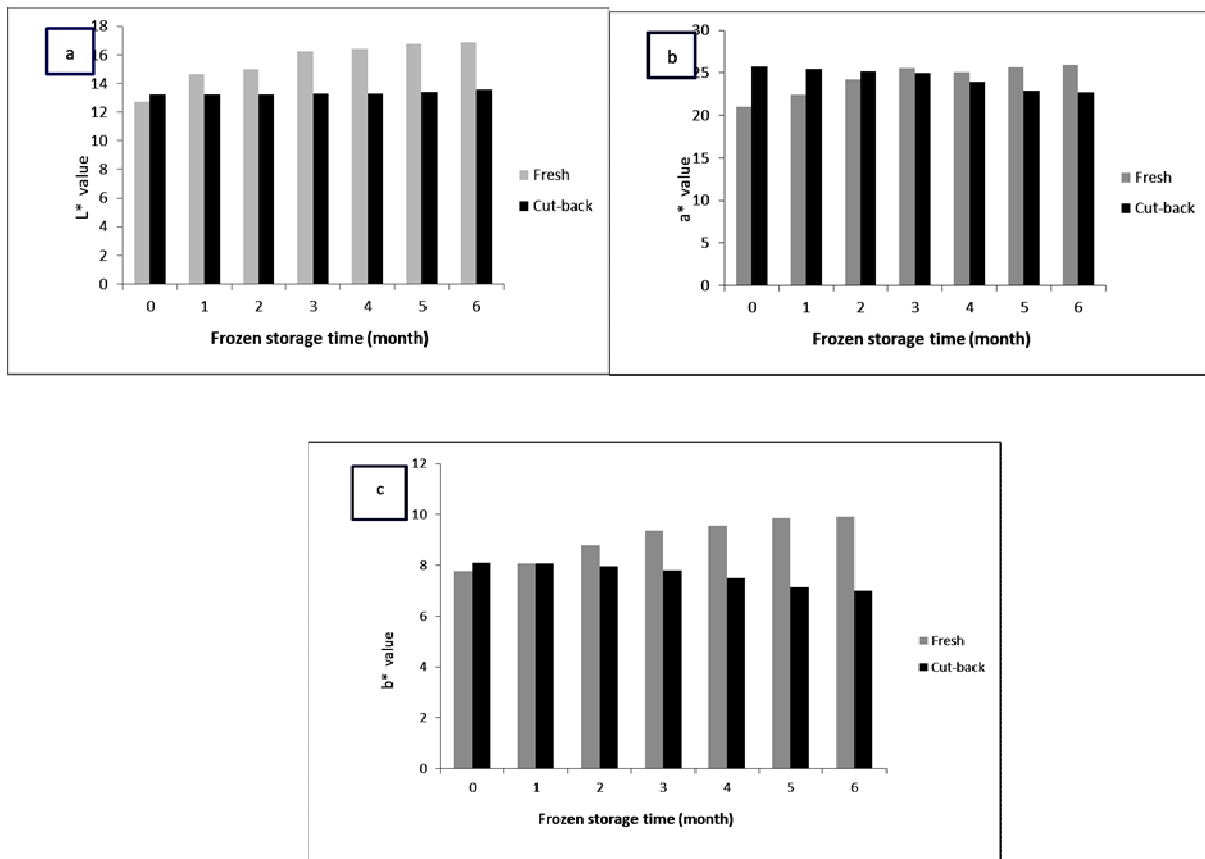 a
18
16
14
12
10
8
6
4
2
0
L* value
0 1 2 3 4 5 6
Frozen storage time (month)
Fresh
Cut-back
b
30
25
20
15
10
5
0
a* value
0 1 2 3 4 5 6
Frozen storage time (month)
Fresh
Cut-back
c
12
10
8
6
4
2
0
b* value
0 1 2 3 4 5 6
Frozen storage time (month)
Fresh
Cut-back